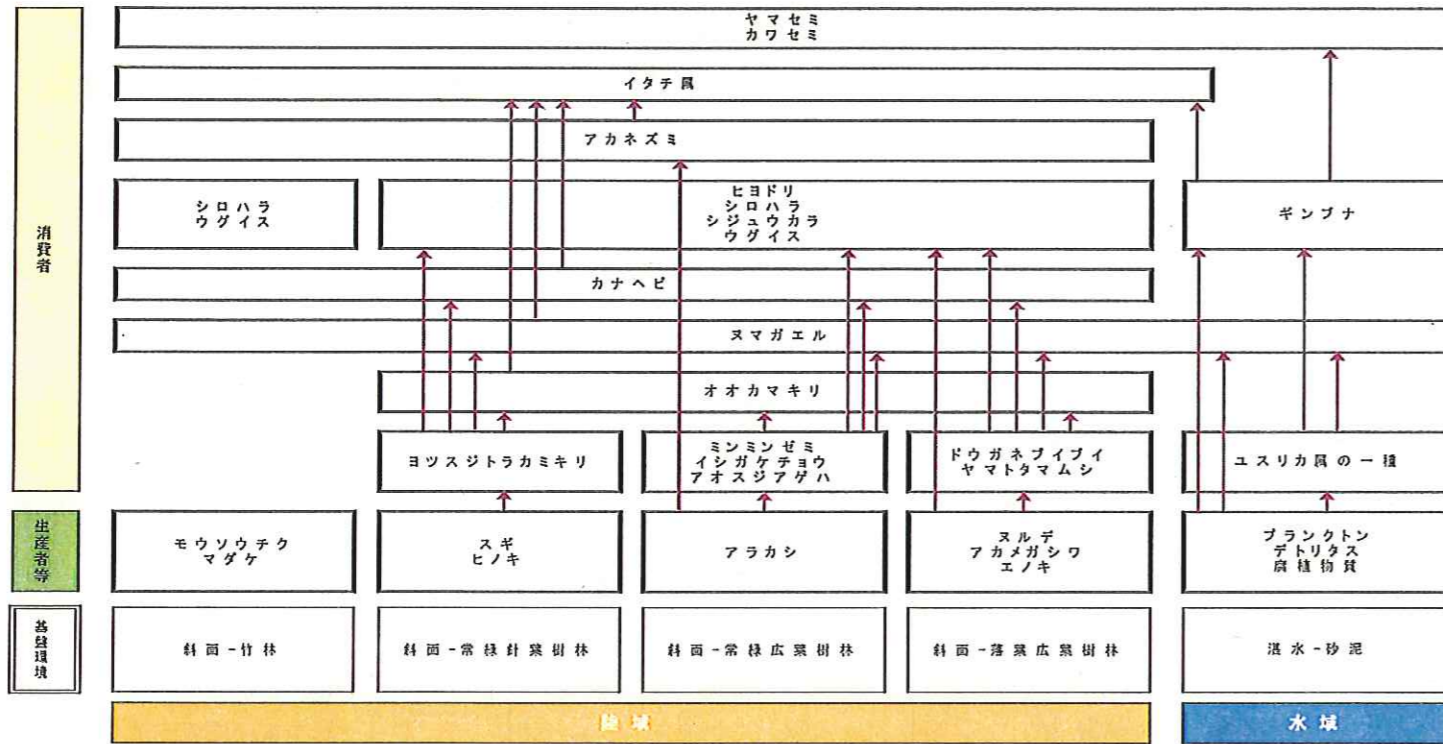 ヤマセミ
カワセミ
イタチ属
アカネズミ
シロハラ
ウグイス
ヒヨドリ
シロハラ
シジュウカラ
ウグイス
ギンブナ
消費者
カナヘビ
ヌマガエル
オオカマキリ
ヨツスジトラカミキリ
ミンミンゼミ
イシガケチョウ
アオスジアゲハ
ドウガネブイブイ
ヤマトタマムシ
ユスリカ属の一種
生産者等
モウソウチク
マダケ
スギ
ヒノキ
アラカシ
ヌルデ
アカメガシワ
エノキ
プランクトン
デトリタス
腐植物質
基盤環境
斜面-竹林
斜面-常緑針葉樹林
斜面-常緑広葉樹林
斜面-落葉広葉樹林
湛水-砂泥
陸域
水域